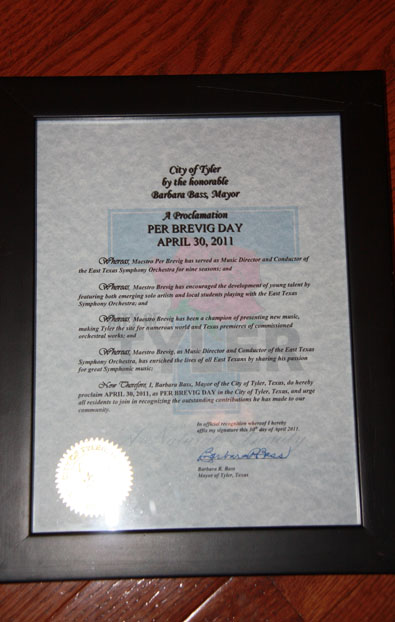 City of Tyler
by the honorable
Barbara Bass, Mayor
A Proclamation
PER BREVIG DAY
APRIL 30, 2011
Whereas, Maestro Per Brevig has served as Music Director and Conductor of
the East Texas Symphony Orchestra for nine seasons; and
Whereas, Maestro Brevig has encouraged the development of young talent by
featuring both emerging solo artists and local students playing with the East Texas
Symphony Orchestra; and
Whereas, Maestro Brevig has been a champion of presenting new music,
making Tyler the site for numerous world and Texas premieres of commissioned
orchestral works; and
Whereas, Maestro Brevig, as Music Director and Conductor of the East Texas
Symphony Orchestra, has enriched the lives of all East Texans by sharing his passion
for great Symphonic music;
Now Therefore, I, Barbara Bass, Mayor of the City of Tyler, Texas, do hereby
proclaim APRIL 30, 2011, as PER BREVIG DAY in the City of Tyler, Texas, and urge
all residents to join in recognizing the outstanding contributions he has made to our
community.
In official recognition whereof I hereby
affix my signature this 30th day of April 2011.
Barbara R Bass
Barbara R. Bass
Mayor of Tyler, Texas